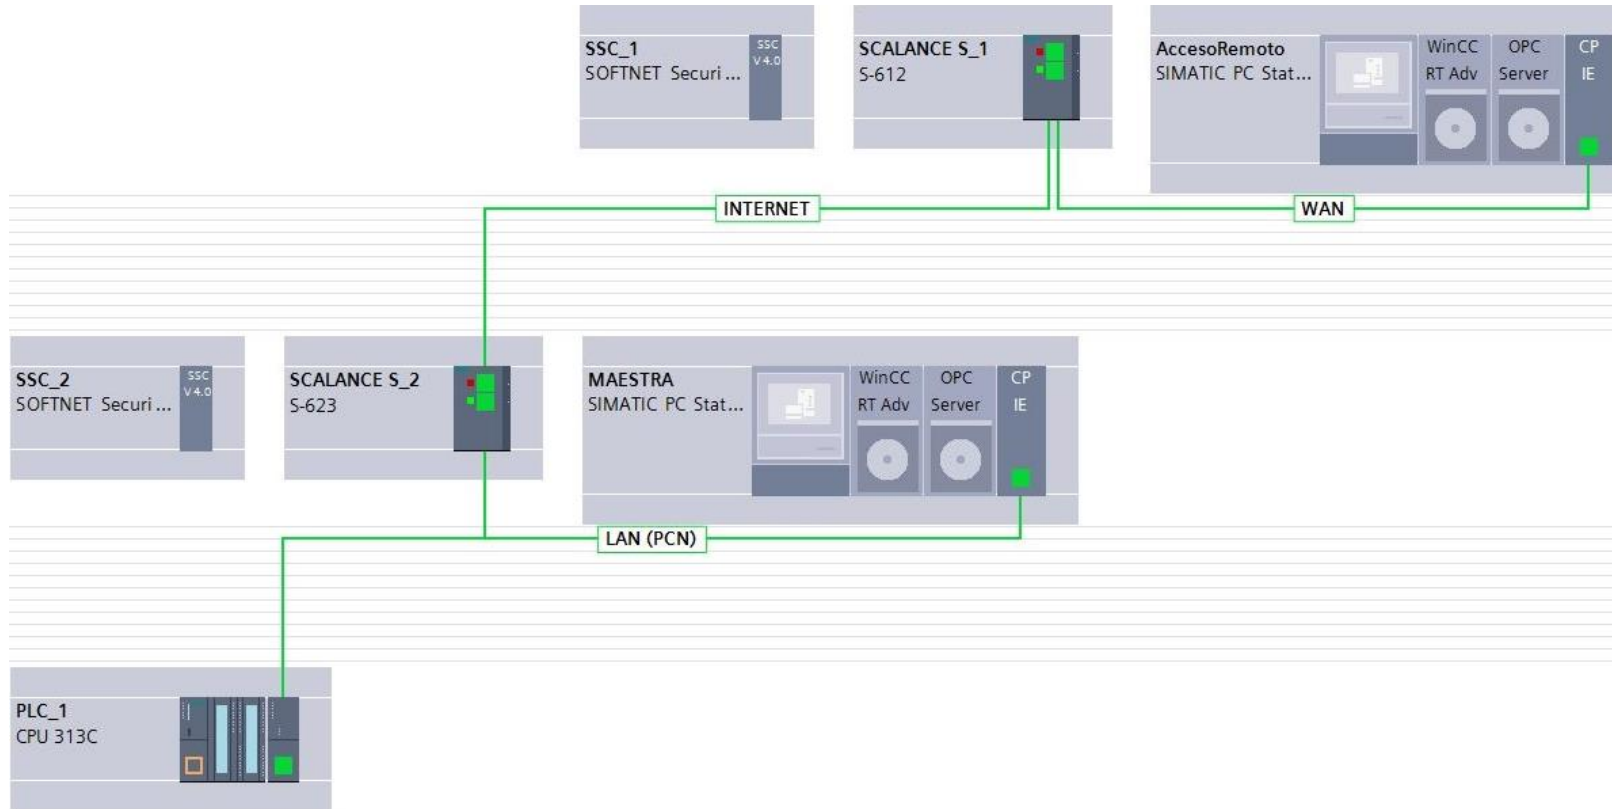 SSC_1
SOFTNET Securi ...
SSC
V 4.0
SCALANCE S_1
S-612
AccesoRemoto
SIMATIC PC Stat...
WinCC
RT Adv
OPC
Server
CP
IE
INTERNET
WAN
SSC_2
SOFTNET Securi ...
SSC
V 4.0
SCALANCE S_2
S-623
MAESTRA
SIMATIC PC Stat...
WinCC
RT Adv
OPC
Server
CP
IE
LAN (PCN)
PLC_1
CPU 313C